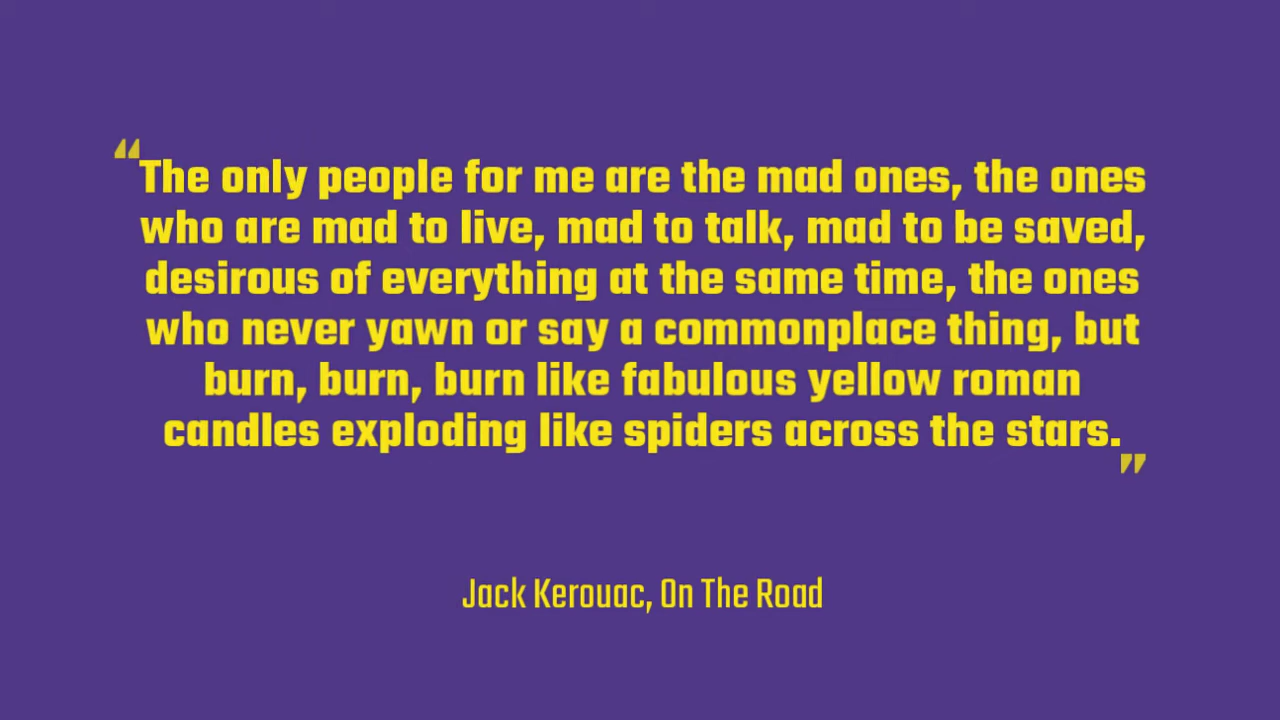 “The only people for me are the mad ones, the ones
who are mad to live, mad to talk, mad to be saved,
desirous of everything at the same time, the ones
who never yawn or say a commonplace thing, but
burn, burn, burn like fabulous yellow roman
candles exploding like spiders across the stars.”
Jack Kerouac, On The Road